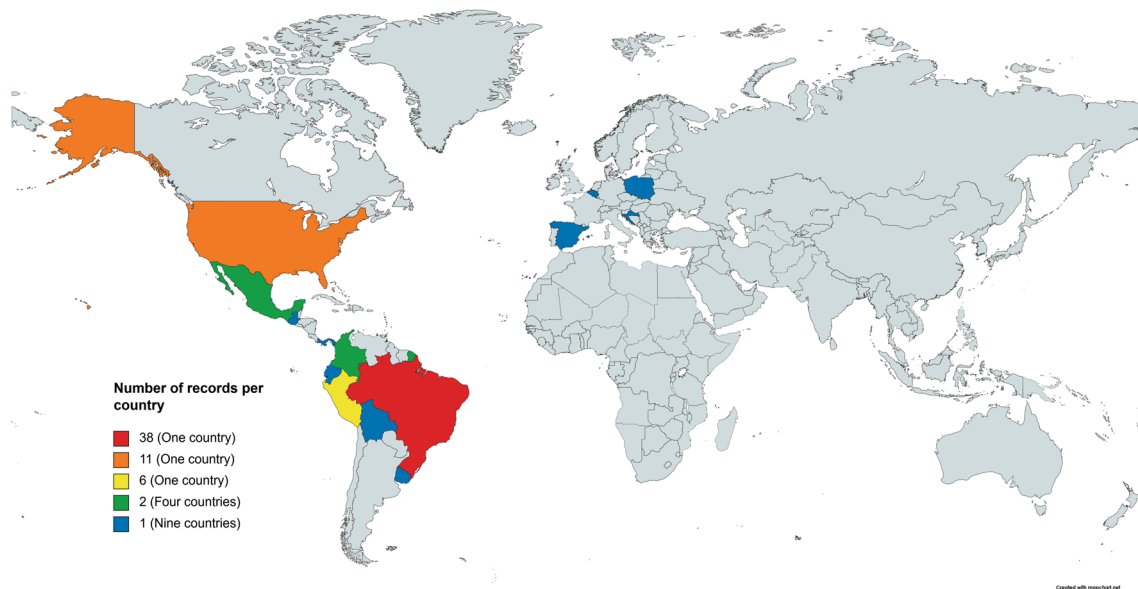 Number of records per
country
38 (One country)
11 (One country)
6 (One country)
2 (Four countries)
1 (Nine countries)
Created with mapchart.net